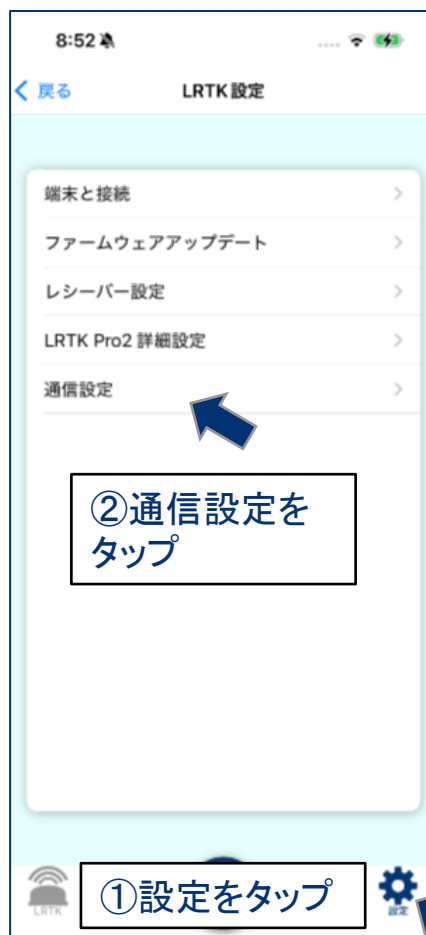 8:52
戻る
LRTK 設定
端末と接続
ファームウェアアップデート
レシーバー設定
LRTK Pro2 詳細設定
通信設定
②通信設定を
タップ
①設定をタップ
LRTK
設定